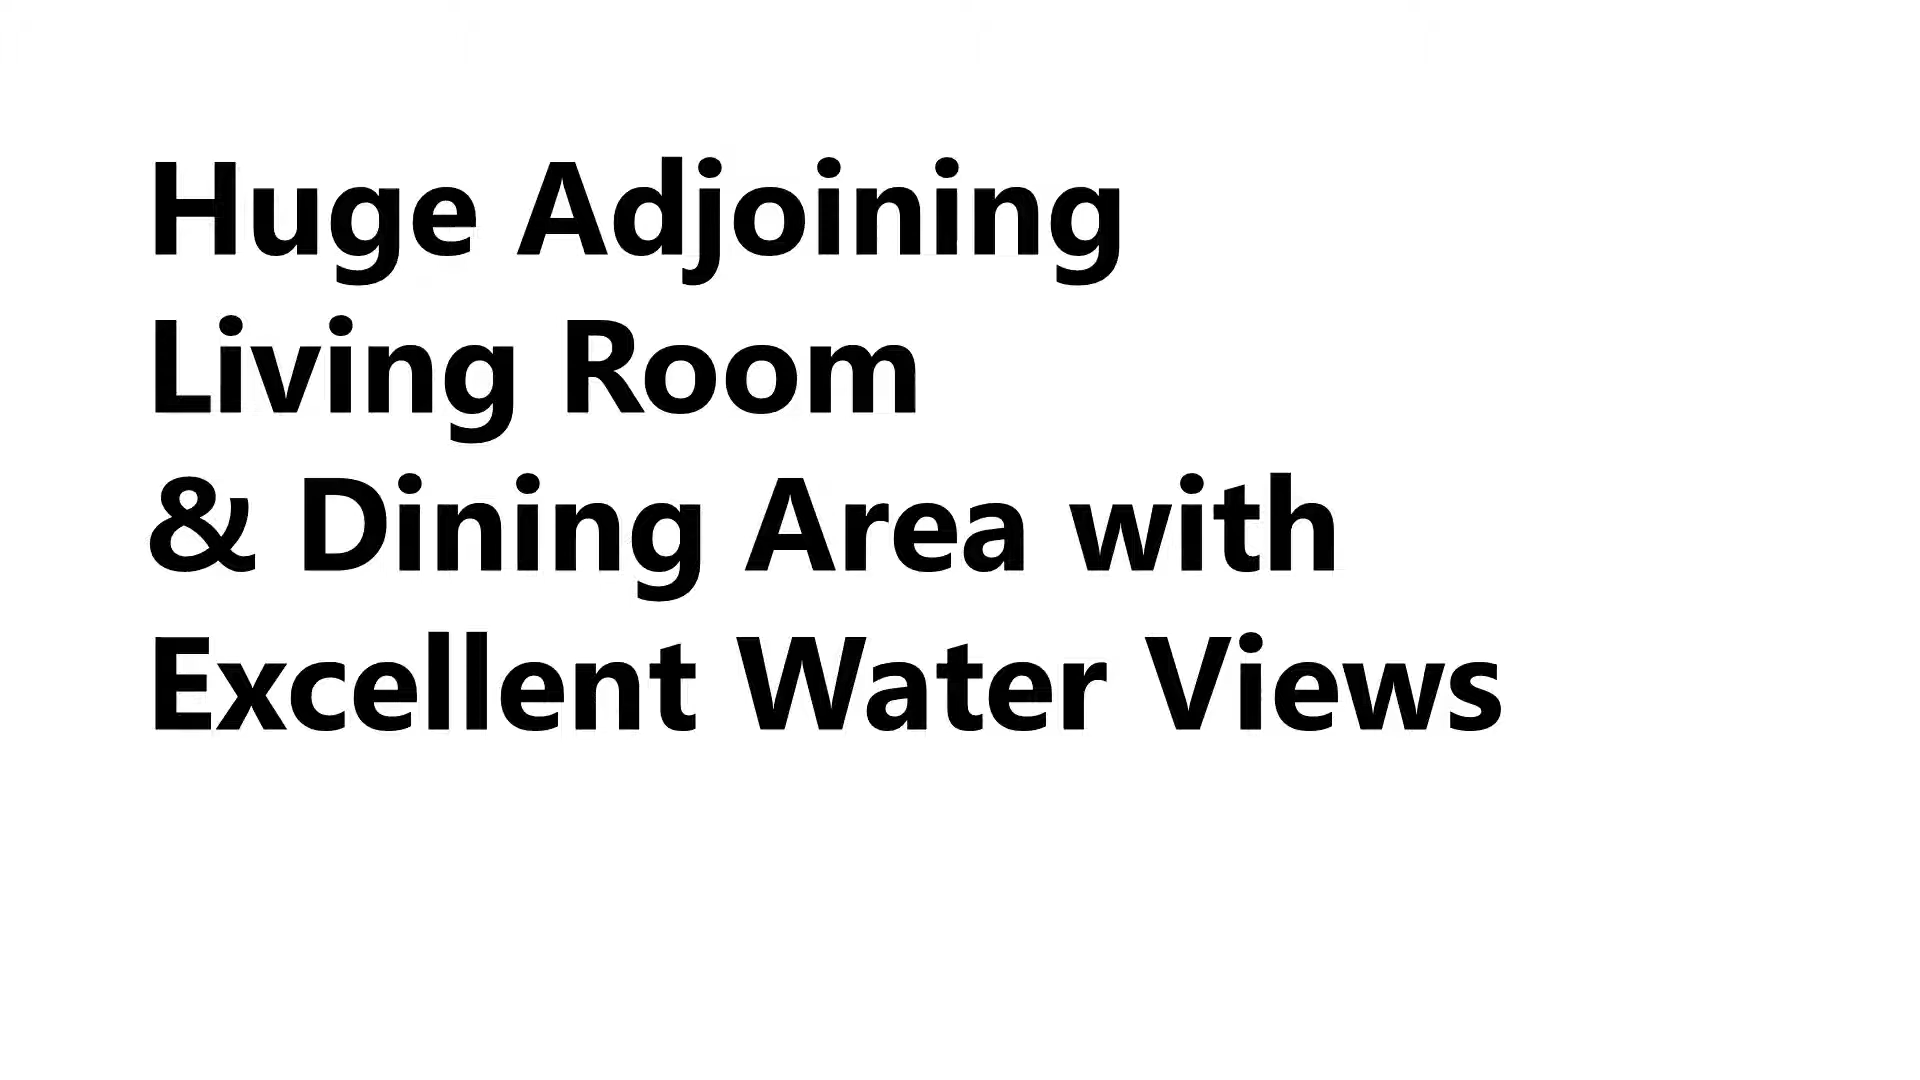 Huge Adjoining
Living Room
& Dining Area with
Excellent Water Views